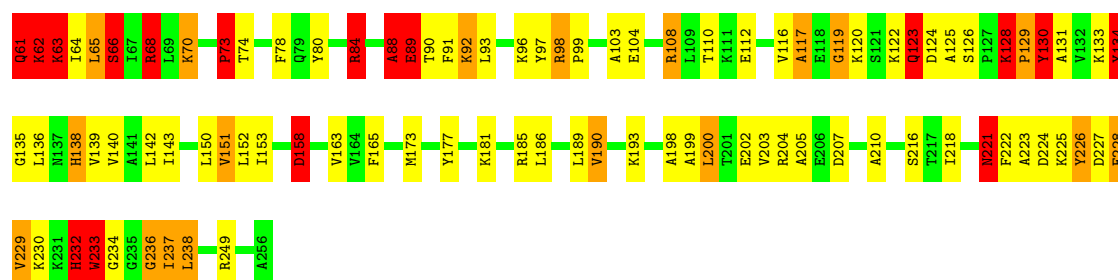 Q61 K62 K63 I64 L65 S66 I67 R68 L69 K70 P73 T74 F78 Q79 Y80 R84 A88 E89 T90 F91 K92 L93 K96 Y97 R98 P99 A103 E104 R108 L109 T110 K111 E112 V116 A117 E118 G119 K120 S121 K122 Q123 D124 A125 S126 P127 K128 P129 Y130 A131 V132 K133
G135 L136 N137 H138 V139 V140 A141 L142 I143 L150 V151 L152 I153 D158 V163 V164 F165 M173 Y177 K181 R185 L186 L189 V190 K193 A198 A199 L200 T201 E202 V203 R204 A205 E206 D207 A210 S216 T217 I218 N221 F222 A223 D224 K225 Y226 D227
V229 K230 K231 H232 W233 G234 G235 G236 I237 L238 R249 A256